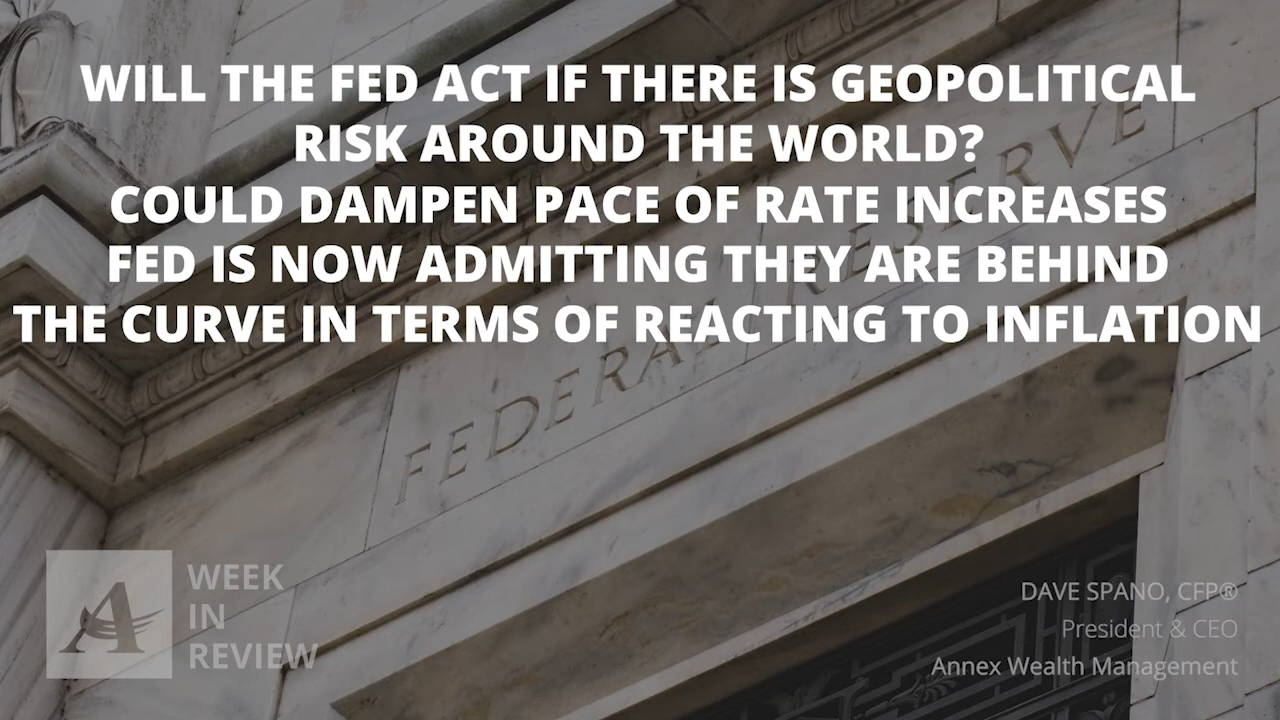 WILL THE FED ACT IF THERE IS GEOPOLITICAL
RISK AROUND THE WORLD?
COULD DAMPEN PACE OF RATE INCREASES
FED IS NOW ADMITTING THEY ARE BEHIND
THE CURVE IN TERMS OF REACTING TO INFLATION
FEDERAL RESERVE
A
WEEK
IN
REVIEW
DAVE SPANO, CFP®
President & CEO
Annex Wealth Management